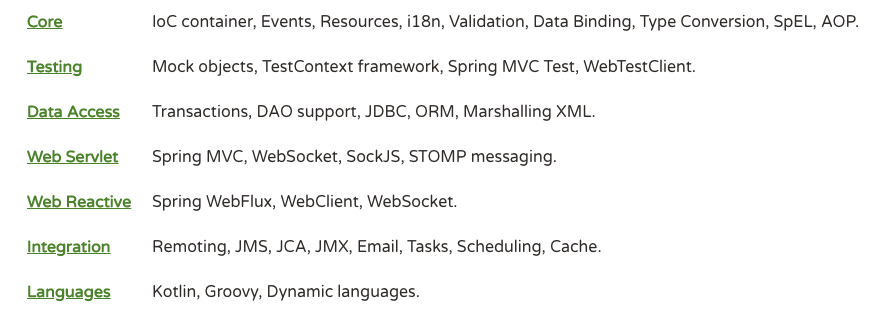 Core IoC container, Events, Resources, i18n, Validation, Data Binding, Type Conversion, SpEL, AOP.
Testing Mock objects, TestContext framework, Spring MVC Test, WebTestClient.
Data Access Transactions, DAO support, JDBC, ORM, Marshalling XML.
Web Servlet Spring MVC, WebSocket, SockJS, STOMP messaging.
Web Reactive Spring WebFlux, WebClient, WebSocket.
Integration Remoting, JMS, JCA, JMX, Email, Tasks, Scheduling, Cache.
Languages Kotlin, Groovy, Dynamic languages.